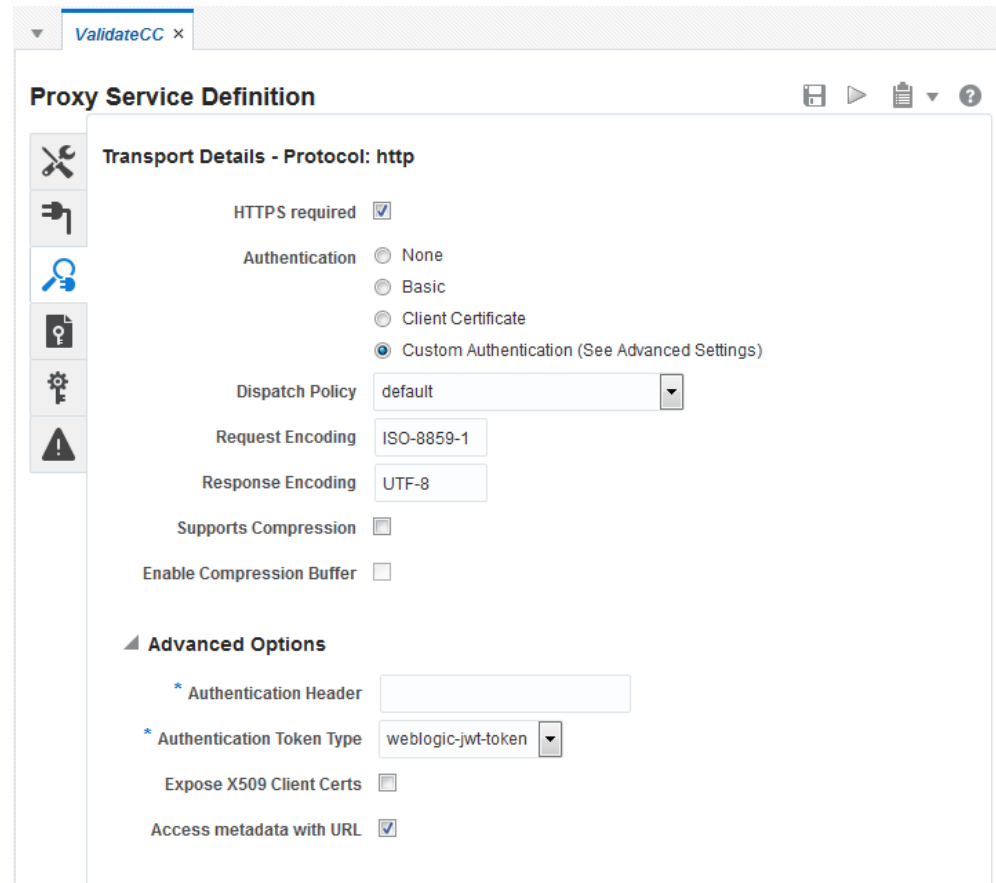 ValidateCC ×
Proxy Service Definition
Transport Details - Protocol: http
HTTPS required
Authentication
None
Basic
Client Certificate
Custom Authentication (See Advanced Settings)
Dispatch Policy default
Request Encoding ISO-8859-1
Response Encoding UTF-8
Supports Compression
Enable Compression Buffer
Advanced Options
* Authentication Header
* Authentication Token Type weblogic-jwt-token
Expose X509 Client Certs
Access metadata with URL